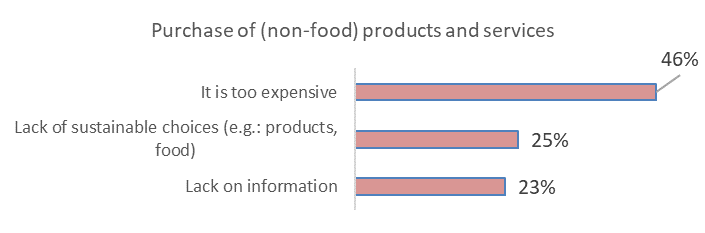 Purchase of (non-food) products and services
46%
It is too expensive
Lack of sustainable choices (e.g.: products,
food)
25%
Lack on information
23%